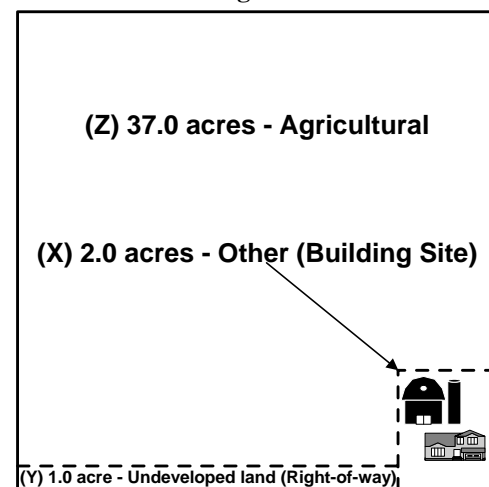 (Z) 37.0 acres - Agricultural
(X) 2.0 acres - Other (Building Site)
(Y) 1.0 acre - Undeveloped land (Right-of-way)